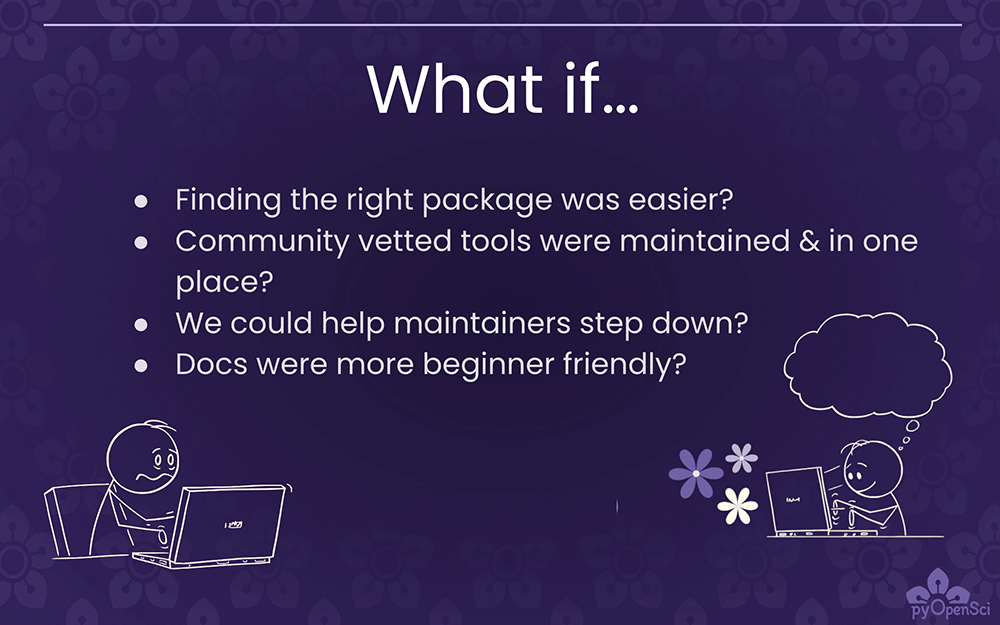 What if...
● Finding the right package was easier?
● Community vetted tools were maintained & in one
place?
● We could help maintainers step down?
● Docs were more beginner friendly?
pyOpenSci